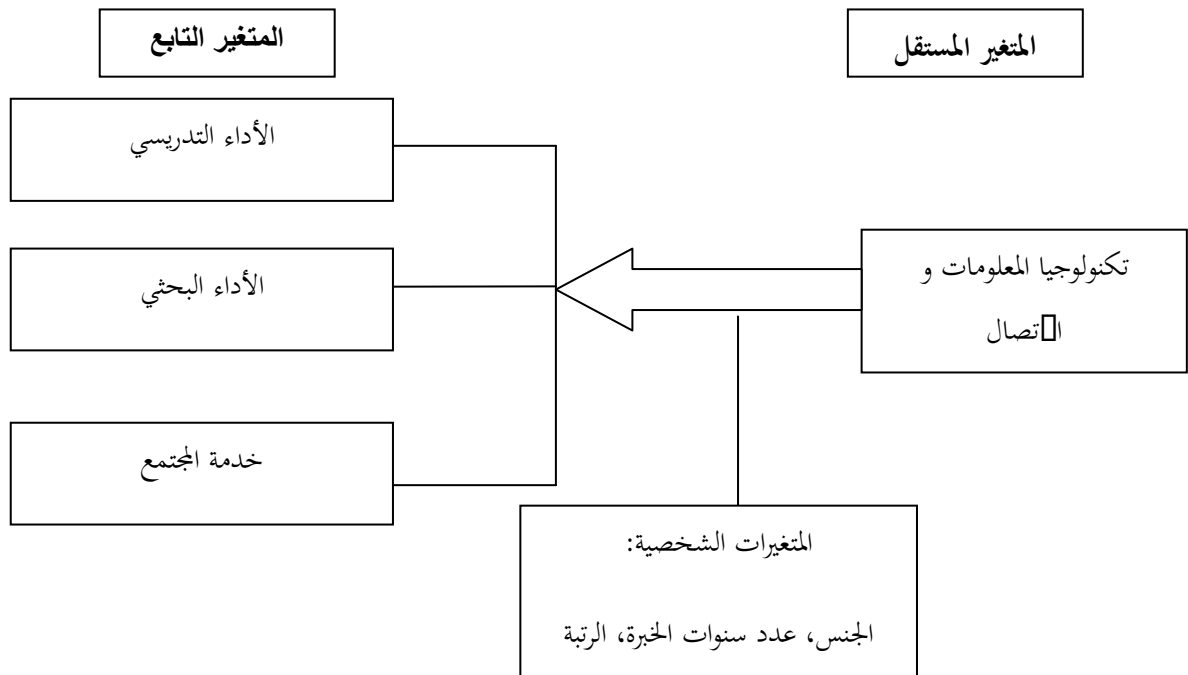 المتغير المستقل
المتغير التابع
الأداء التدريسي
تكنولوجيا المعلومات و
الأداء البحثي
خدمة المجتمع
المتغيرات الشخصية:
الجنس، عدد سنوات الخبرة، الرتبة